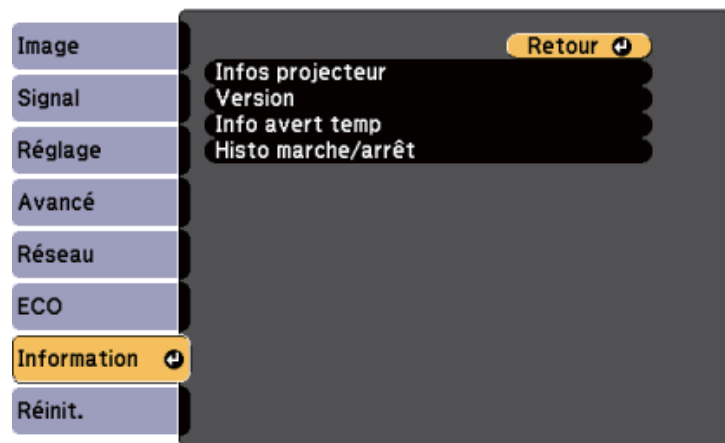 Image
Signal
Réglage
Avancé
Réseau
ECO
Information
Réinit.
Retour
Infos projecteur
Version
Info avert temp
Histo marche/arrêt